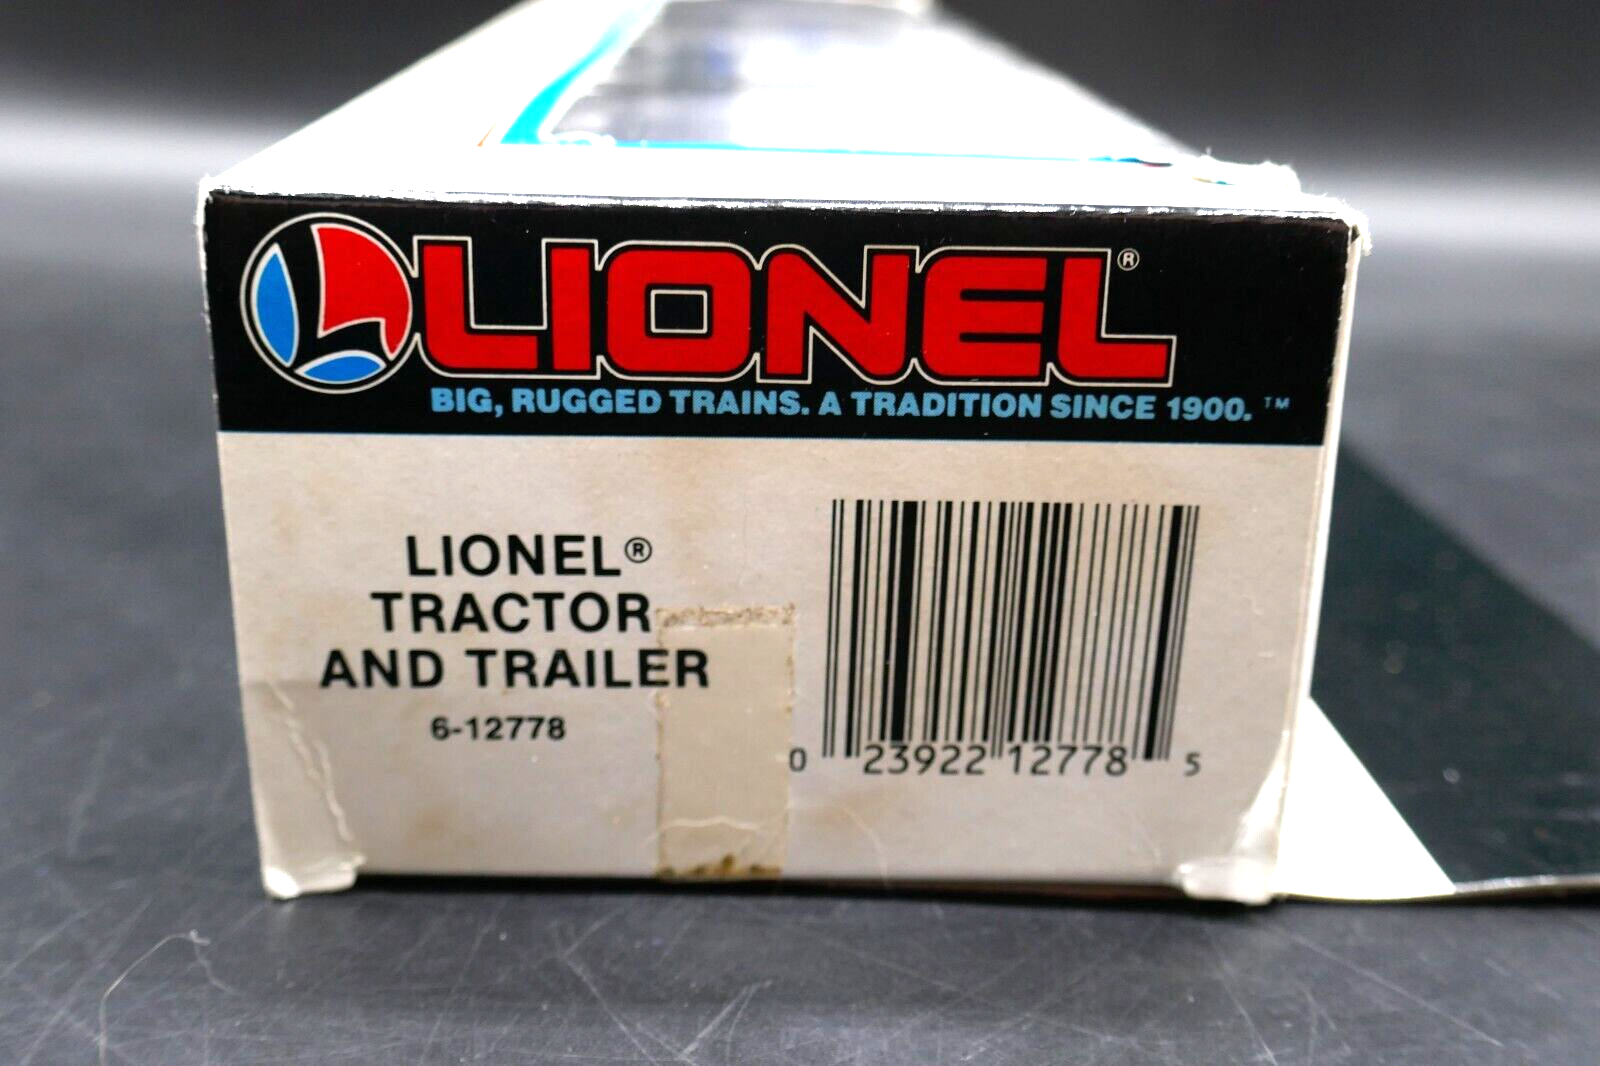 LIONEL®
BIG, RUGGED TRAINS. A TRADITION SINCE 1900.™
LIONEL®
TRACTOR
AND TRAILER
6-12778
0 23922 12778 5